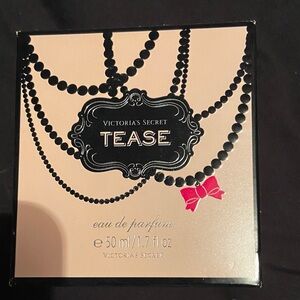 VICTORIA'S SECRET
TEASE
eau de parfum
e 50 ml/1.7 fl oz
VICTORIA'S SECRET